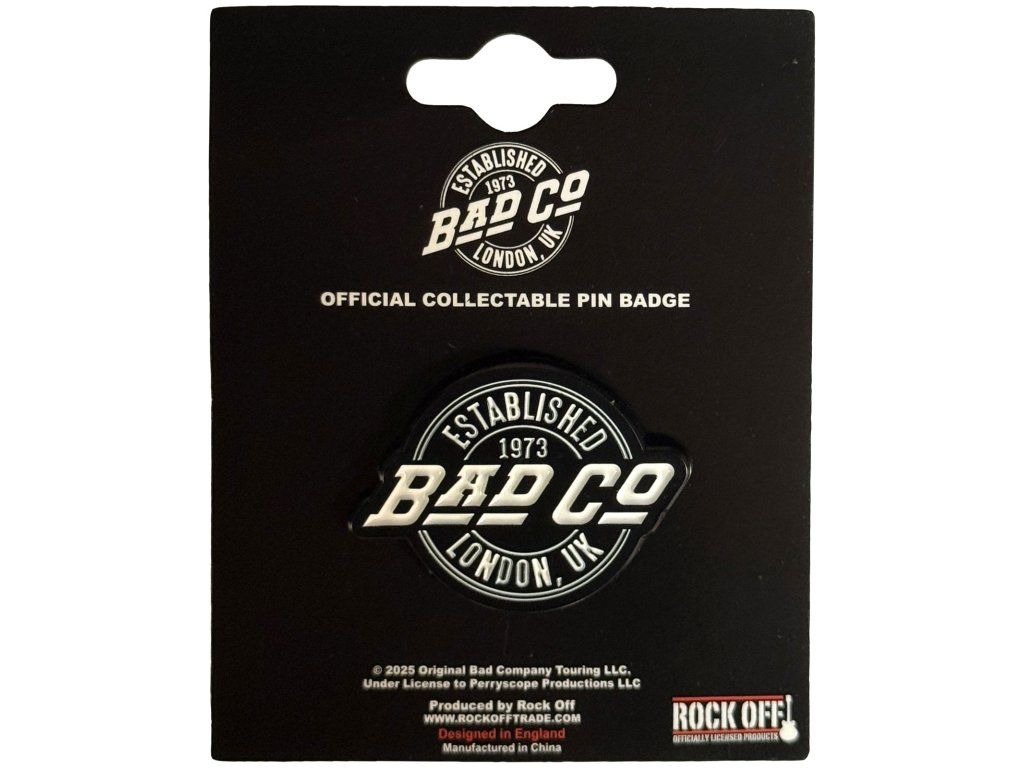 ESTABLISHED
1973
BAD CO
LONDON, UK
OFFICIAL COLLECTABLE PIN BADGE
ESTABLISHED
1973
BAD CO
LONDON, UK
© 2025 Original Bad Company Touring LLC.
Under License to Perryscope Productions LLC
Produced by Rock Off
WWW.ROCKOFFTRADE.COM
Designed in England
Manufactured in China
ROCK OFF!
OFFICIALLY LICENSED PRODUCTS